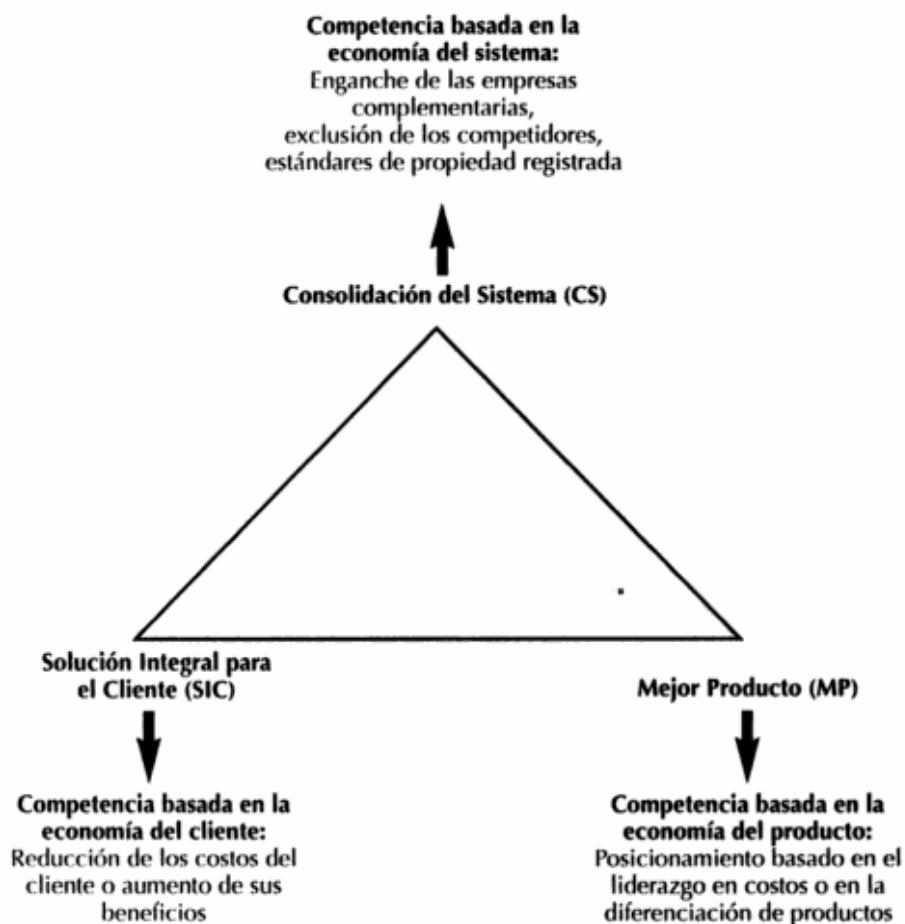 Competencia basada en la
economía del sistema:
Enganche de las empresas
complementarias,
exclusión de los competidores,
estándares de propiedad registrada
Consolidación del Sistema (CS)
Solución Integral para
el Cliente (SIC)
Competencia basada en la
economía del cliente:
Reducción de los costos del
cliente o aumento de sus
beneficios
Mejor Producto (MP)
Competencia basada en la
economía del producto:
Posicionamiento basado en el
liderazgo en costos o en la
diferenciación de productos